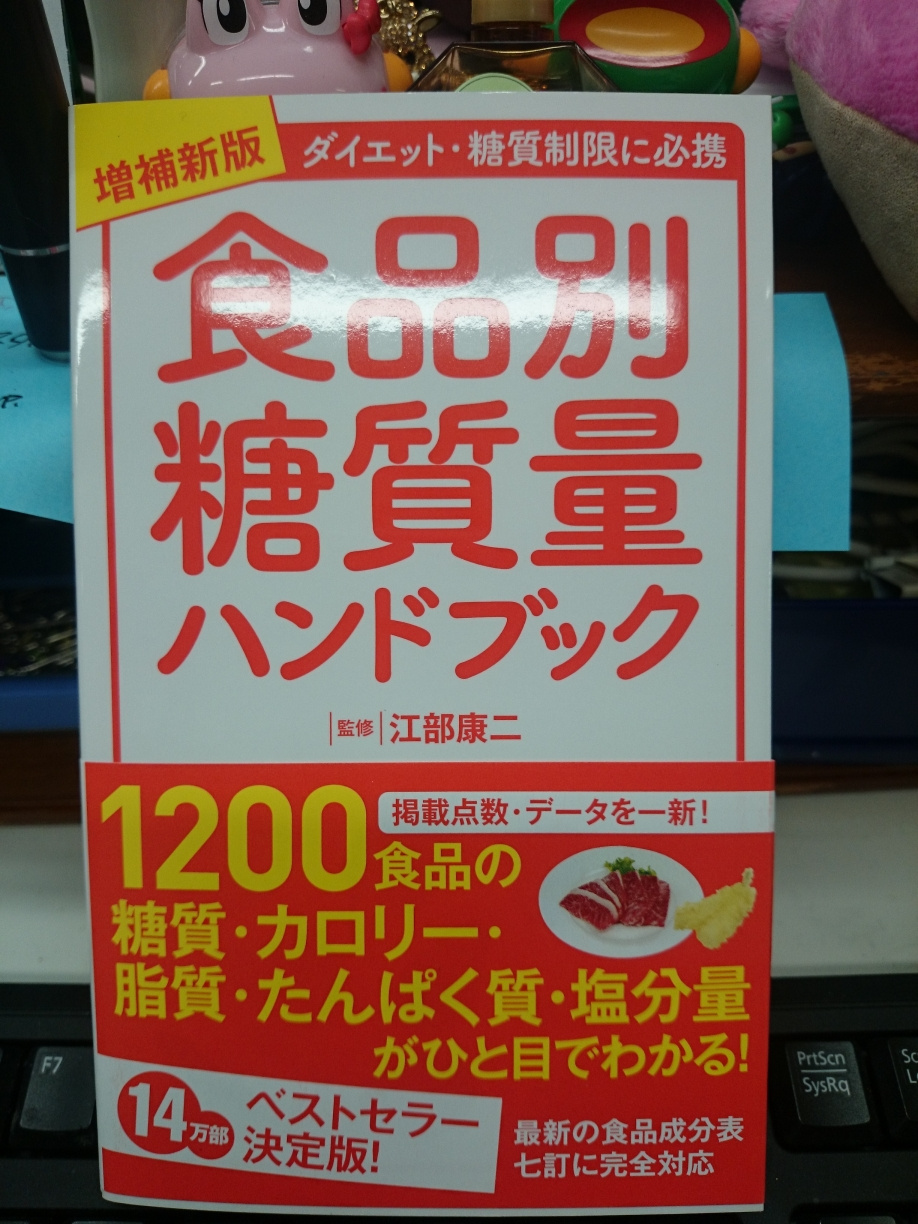 増補新版
ダイエット・糖質制限に必携
食品別
糖質量
ハンドブック
監修 江部康二
掲載点数・データを一新!
1200食品の
糖質・カロリー・
脂質・たんぱく質・塩分量
がひと目でわかる!
14万部
ベストセラー
決定版!
最新の食品成分表
七訂に完全対応
F7
PrtScn
SysRq